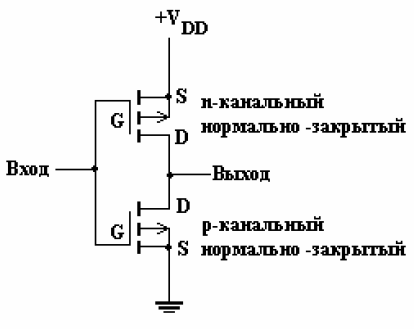 +V DD
S
n-канальный
G
нормально -закрытый
D
Вход
Выход
D
G
p-канальный
S
нормально -закрытый